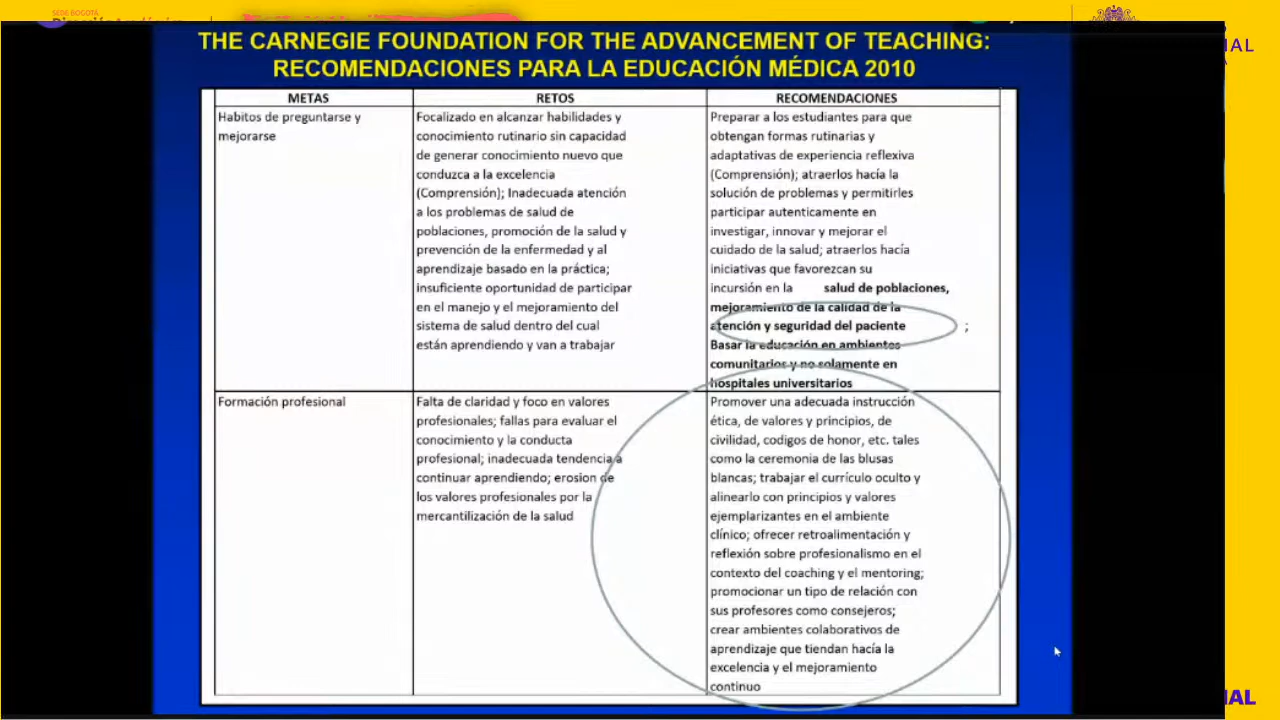 SEDE BOGOTÁ
THE CARNEGIE FOUNDATION FOR THE ADVANCEMENT OF TEACHING:
RECOMENDACIONES PARA LA EDUCACIÓN MÉDICA 2010
METAS
RETOS
RECOMENDACIONES
Habitos de preguntarse y
mejorarse
Focalizado en alcanzar habilidades y
conocimiento rutinario sin capacidad
de generar conocimiento nuevo que
conduzca a la excelencia
(Comprensión); Inadecuada atención
a los problemas de salud de
poblaciones, promoción de la salud y
prevención de la enfermedad y al
aprendizaje basado en la práctica;
insuficiente oportunidad de participar
en el manejo y el mejoramiento del
sistema de salud dentro del cual
están aprendiendo y van a trabajar
Preparar a los estudiantes para que
obtengan formas rutinarias y
adaptativas de experiencia reflexiva
(Comprensión); atraerlos hacía la
solución de problemas y permitirles
participar autenticamente en
investigar, innovar y mejorar el
cuidado de la salud; atraerlos hacía
iniciativas que favorezcan su
incursión en la salud de poblaciones,
mejoramiento de la calidad de la
atención y seguridad del paciente ;
Basar la educación en ambientes
comunitarios y no solamente en
hospitales universitarios
Formación profesional
Falta de claridad y foco en valores
profesionales; fallas para evaluar el
conocimiento y la conducta
profesional; inadecuada tendencia a
continuar aprendiendo; erosion de
los valores profesionales por la
mercantilización de la salud
Promover una adecuada instrucción
ética, de valores y principios, de
civilidad, codigos de honor, etc. tales
como la ceremonia de las blusas
blancas; trabajar el currículo oculto y
alinearlo con principios y valores
ejemplarizantes en el ambiente
clínico; ofrecer retroalimentación y
reflexión sobre profesionalismo en el
contexto del coaching y el mentoring;
promocionar un tipo de relación con
sus profesores como consejeros;
crear ambientes colaborativos de
aprendizaje que tiendan hacía la
excelencia y el mejoramiento
continuo